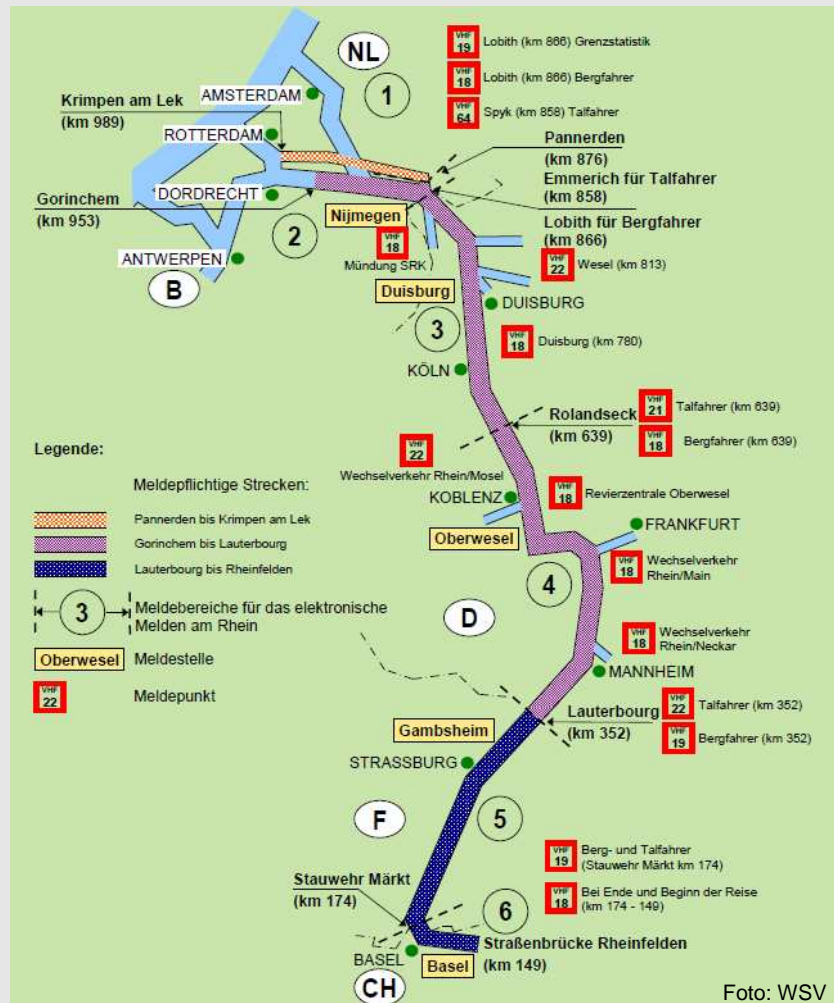 NL
1
VHF
19
Lobith (km 866) Grenzstatistik
VHF
18
Lobith (km 866) Bergfahrer
VHF
64
Spyk (km 858) Talfahrer
Krimpen am Lek
(km 989)
AMSTERDAM
ROTTERDAM
Pannerden
(km 876)
Emmerich für Talfahrer
(km 858)
Lobith für Bergfahrer
(km 866)
Gorinchem
(km 953)
DORDRECHT
2
Nijmegen
VHF
18
Mündung SRK
ANTWERPEN
B
VHF
22
Wesel (km 813)
Duisburg
DUISBURG
3
VHF
18
Duisburg (km 780)
KÖLN
Rolandseck
(km 639)
VHF
21
Talfahrer (km 639)
VHF
18
Bergfahrer (km 639)
VHF
22
Wechselverkehr Rhein/Mosel
KOBLENZ
VHF
18
Revierzentrale Oberwesel
Oberwesel
FRANKFURT
4
VHF
18
Wechselverkehr
Rhein/Main
D
VHF
18
Wechselverkehr
Rhein/Neckar
MANNHEIM
Legende:
Meldepflichtige Strecken:
Pannerden bis Krimpen am Lek
Gorinchem bis Lauterbourg
Lauterbourg bis Rheinfelden
3
Meldebereiche für das elektronische
Melden am Rhein
Oberwesel
Meldestelle
VHF
22
Meldepunkt
Lauterbourg
(km 352)
VHF
22
Talfahrer (km 352)
VHF
19
Bergfahrer (km 352)
Gambsheim
STRASSBURG
F
5
VHF
19
Berg- und Talfahrer
(Stauwehr Märkt km 174)
VHF
18
Bei Ende und Beginn der Reise
(km 174 - 149)
Stauwehr Märkt
(km 174)
6
Straßenbrücke Rheinfelden
(km 149)
BASEL
Basel
CH
Foto: WSV